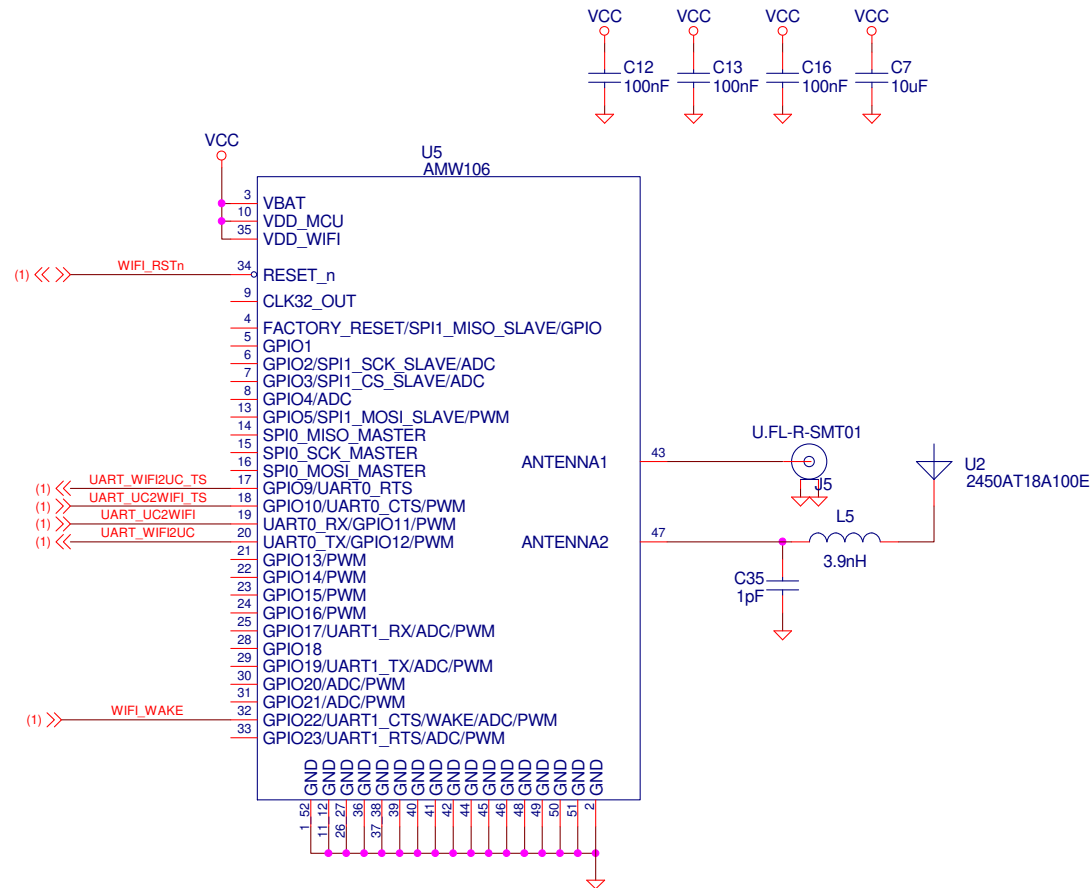 VCC VCC VCC VCC
C12 C13 C16 C7
100nF 100nF 100nF 10uF
VCC
U5
AMW106
3 VBAT
10 VDD_MCU
35 VDD_WIFI
(1) WIFI_RSTn 34 RESET_n
9 CLK32_OUT
4 FACTORY_RESET/SPI1_MISO_SLAVE/GPIO
5 GPIO1
6 GPIO2/SPI1_SCK_SLAVE/ADC
7 GPIO3/SPI1_CS_SLAVE/ADC
8 GPIO4/ADC
13 GPIO5/SPI1_MOSI_SLAVE/PWM
14 SPI0_MISO_MASTER
15 SPI0_SCK_MASTER
16 SPI0_MOSI_MASTER
(1) UART_WIFI2UC_TS 17 GPIO9/UART0_RTS
(1) UART_UC2WIFI_TS 18 GPIO10/UART0_CTS/PWM
(1) UART_UC2WIFI 19 UART0_RX/GPIO11/PWM
(1) UART_WIFI2UC 20 UART0_TX/GPIO12/PWM
21 GPIO13/PWM
22 GPIO14/PWM
23 GPIO15/PWM
24 GPIO16/PWM
25 GPIO17/UART1_RX/ADC/PWM
28 GPIO18
29 GPIO19/UART1_TX/ADC/PWM
30 GPIO20/ADC/PWM
31 GPIO21/ADC/PWM
(1) WIFI_WAKE 32 GPIO22/UART1_CTS/WAKE/ADC/PWM
33 GPIO23/UART1_RTS/ADC/PWM
U.FL-R-SMT01
ANTENNA1 43
J5
U2
2450AT18A100E
ANTENNA2 47
L5
3.9nH
C35
1pF
GND GND GND GND GND GND GND GND GND GND GND GND GND GND GND GND GND
1 52 11 12 26 27 36 37 38 39 40 41 42 44 45 46 48 49 50 51 2